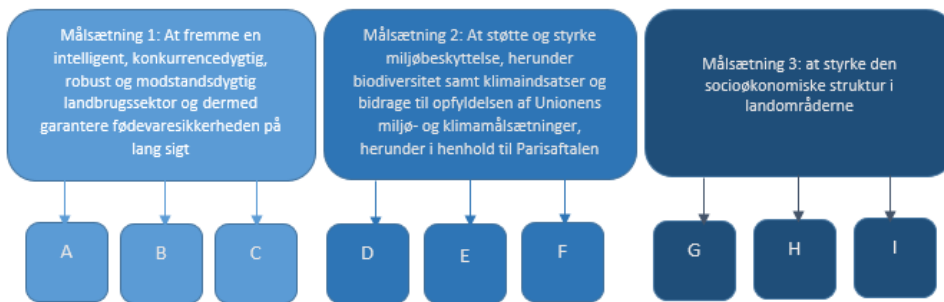 Målsætning 1: At fremme en
intelligent, konkurrencedygtig,
robust og modstandsdygtig
landbrugssektor og dermed
garantere fødevaresikkerheden på
lang sigt
Målsætning 2: At støtte og styrke
miljøbeskyttelse, herunder
biodiversitet samt klimaindsatser og
bidrage til opfyldelsen af Unionens
miljø- og klimamålsætninger,
herunder i henhold til Parisaftalen
Målsætning 3: at styrke den
socioøkonomiske struktur i
landområderne
A
B
C
D
E
F
G
H
I